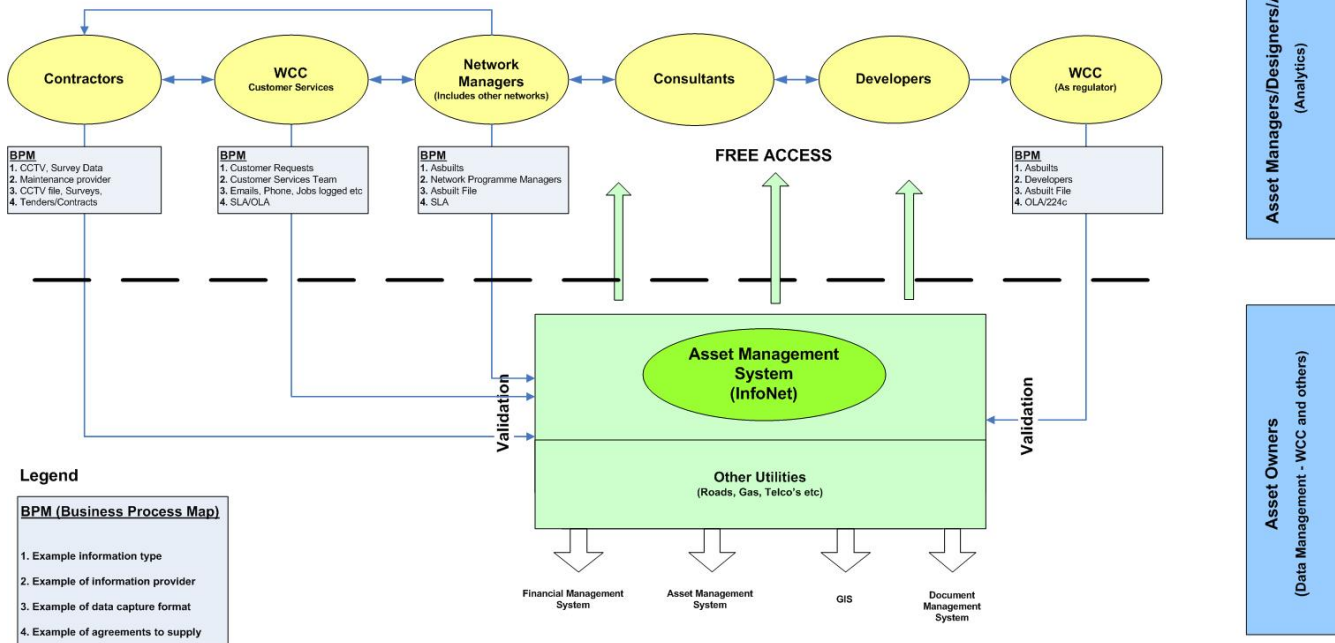 Contractors
WCC
Customer Services
Network
Managers
(Includes other networks)
Consultants
Developers
WCC
(As regulator)
BPM
1. CCTV, Survey Data
2. Maintenance provider
3. CCTV file, Surveys,
4. Tenders/Contracts
BPM
1. Customer Requests
2. Customer Services Team
3. Emails, Phone, Jobs logged etc
4. SLA/OLA
BPM
1. Asbuilts
2. Network Programme Managers
3. Asbuilt File
4. SLA
FREE ACCESS
BPM
1. Asbuilts
2. Developers
3. Asbuilt File
4. OLA/224c
Asset Managers/Designers/
(Analytics)
Asset Management
System
(InfoNet)
Validation
Validation
Other Utilities
(Roads, Gas, Telco's etc)
Financial Management
System
Asset Management
System
GIS
Document
Management
System
Asset Owners
(Data Management - WCC and others)
Legend
BPM (Business Process Map)
1. Example information type
2. Example of information provider
3. Example of data capture format
4. Example of agreements to supply